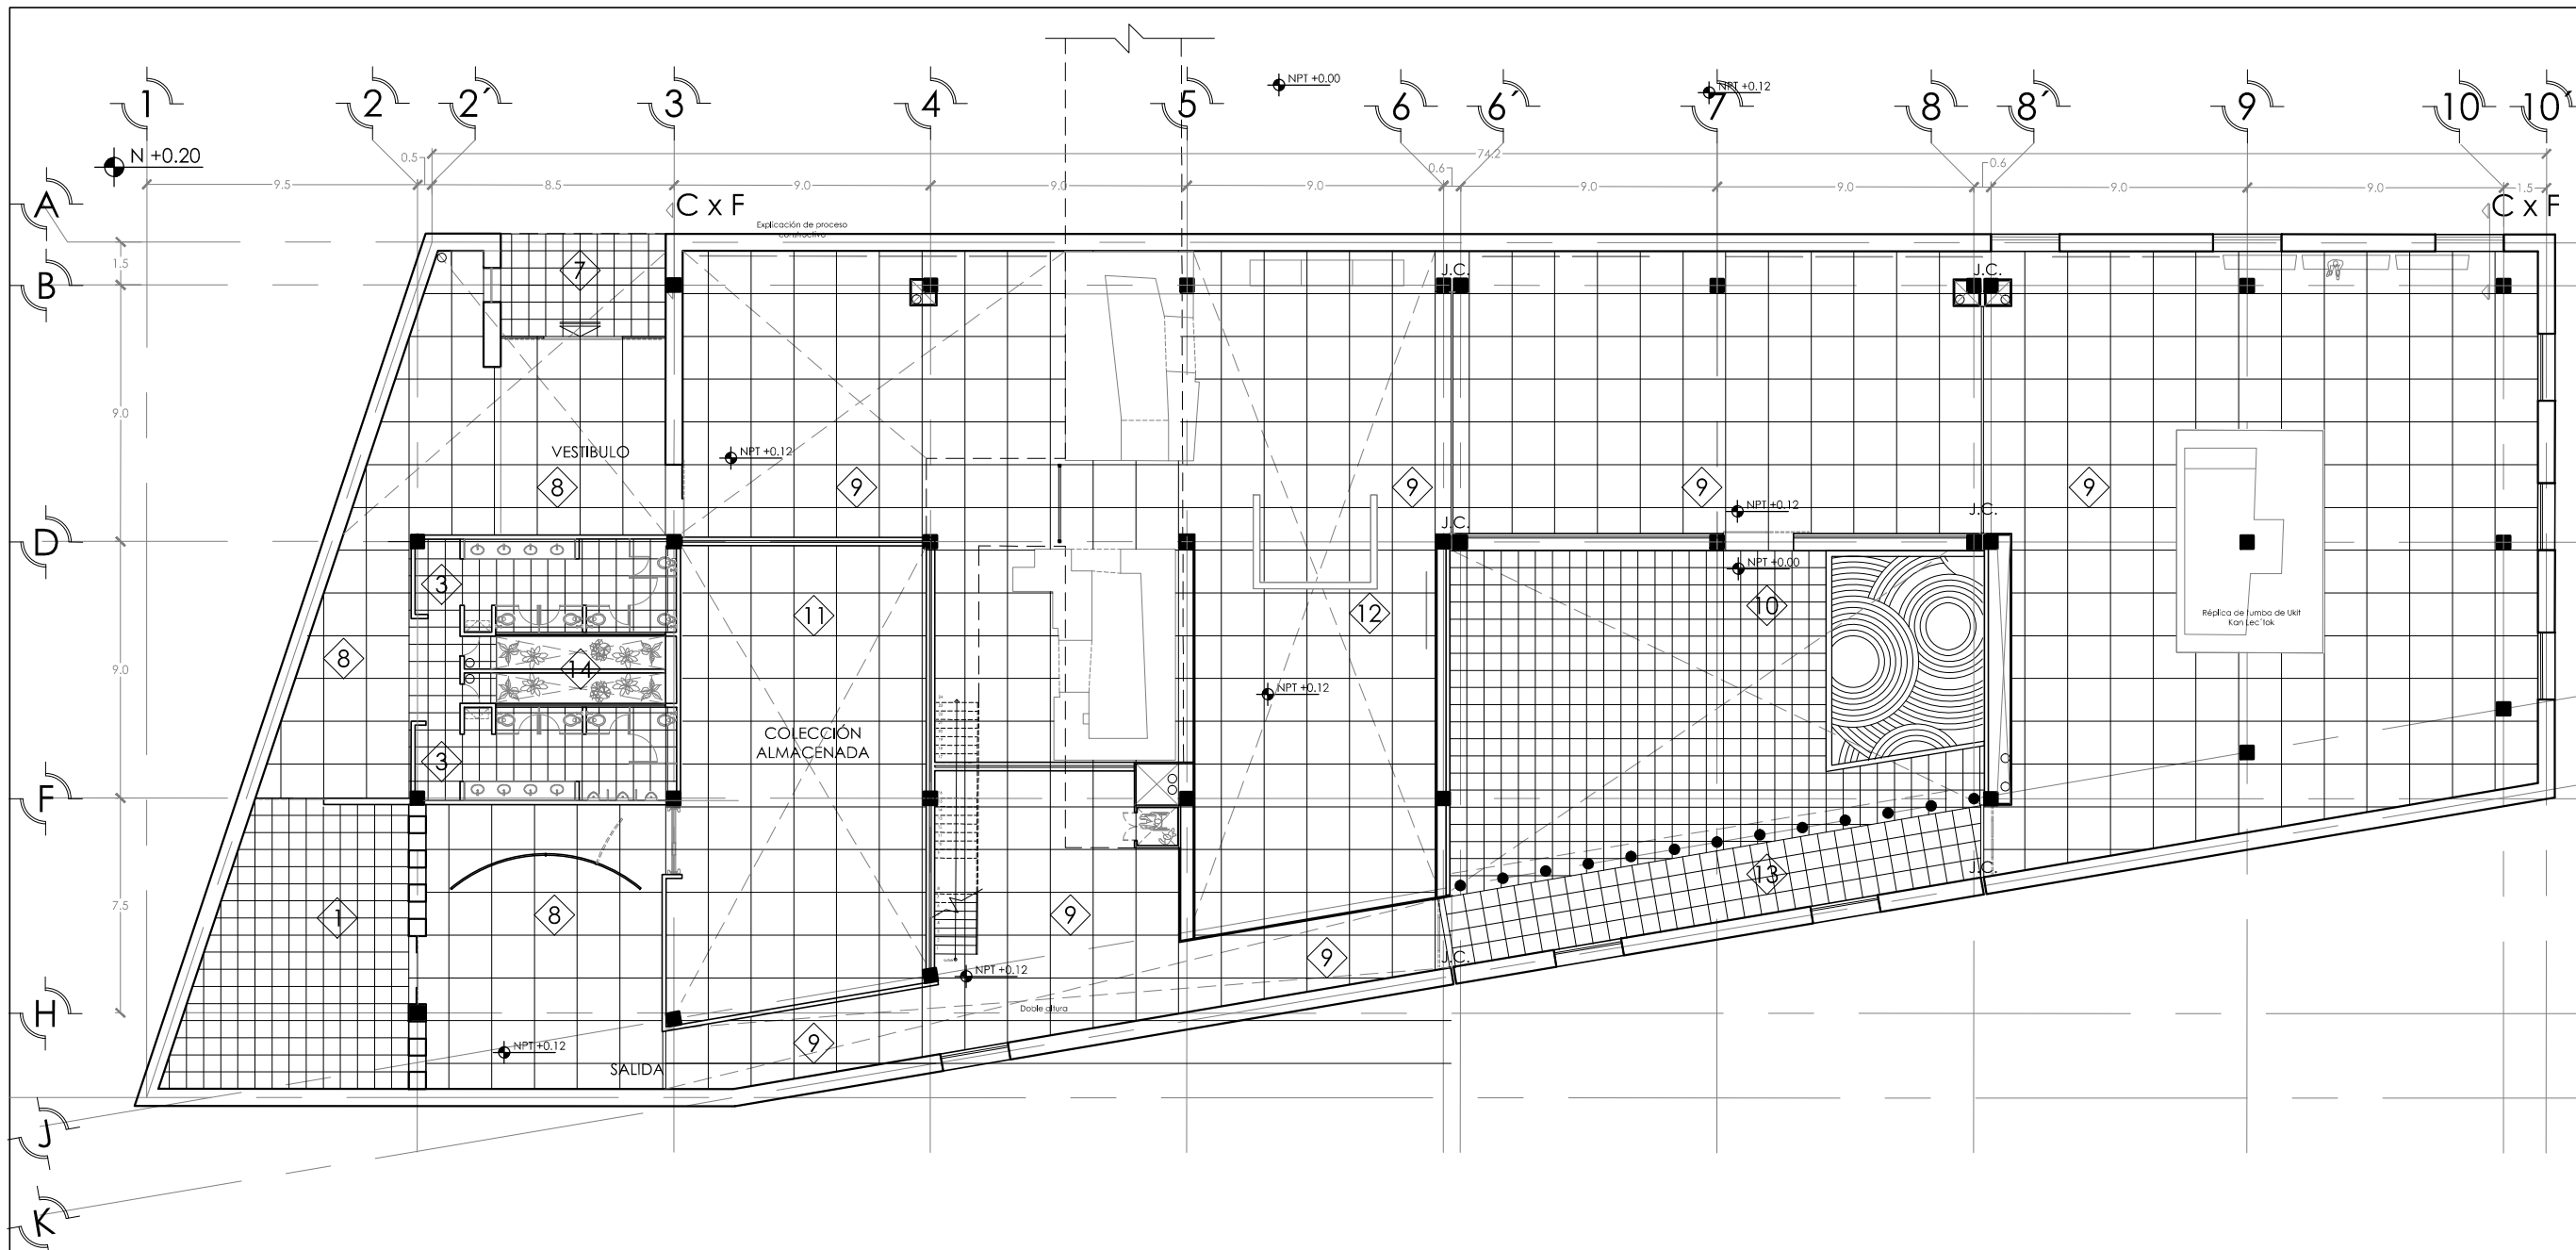 NPT +0.00
NPT +0.12
1
2
2´
3
4
5
6
6´
7
8
8´
9
10
10´
N +0.20
0.5
74.2
0.6
0.6
9.5
8.5
9.0
9.0
9.0
9.0
9.0
9.0
9.0
1.5
A
C x F
C x F
Explicación de proceso
constructivo
1.5
B
7
J.C.
J.C.
9.0
VESTIBULO
NPT +0.12
8
9
9
9
9
NPT +0.12
J.C.
J.C.
D
NPT +0.00
3
11
12
10
Réplica de tumba de Ukit
Kan Lec´Tok
8
14
9.0
NPT +0.12
COLECCIÓN
ALMACENADA
3
F
13
J.C.
7.5
1
8
9
9
J.C.
NPT +0.12
H
Doble altura
9
NPT +0.12
SALIDA
J
K